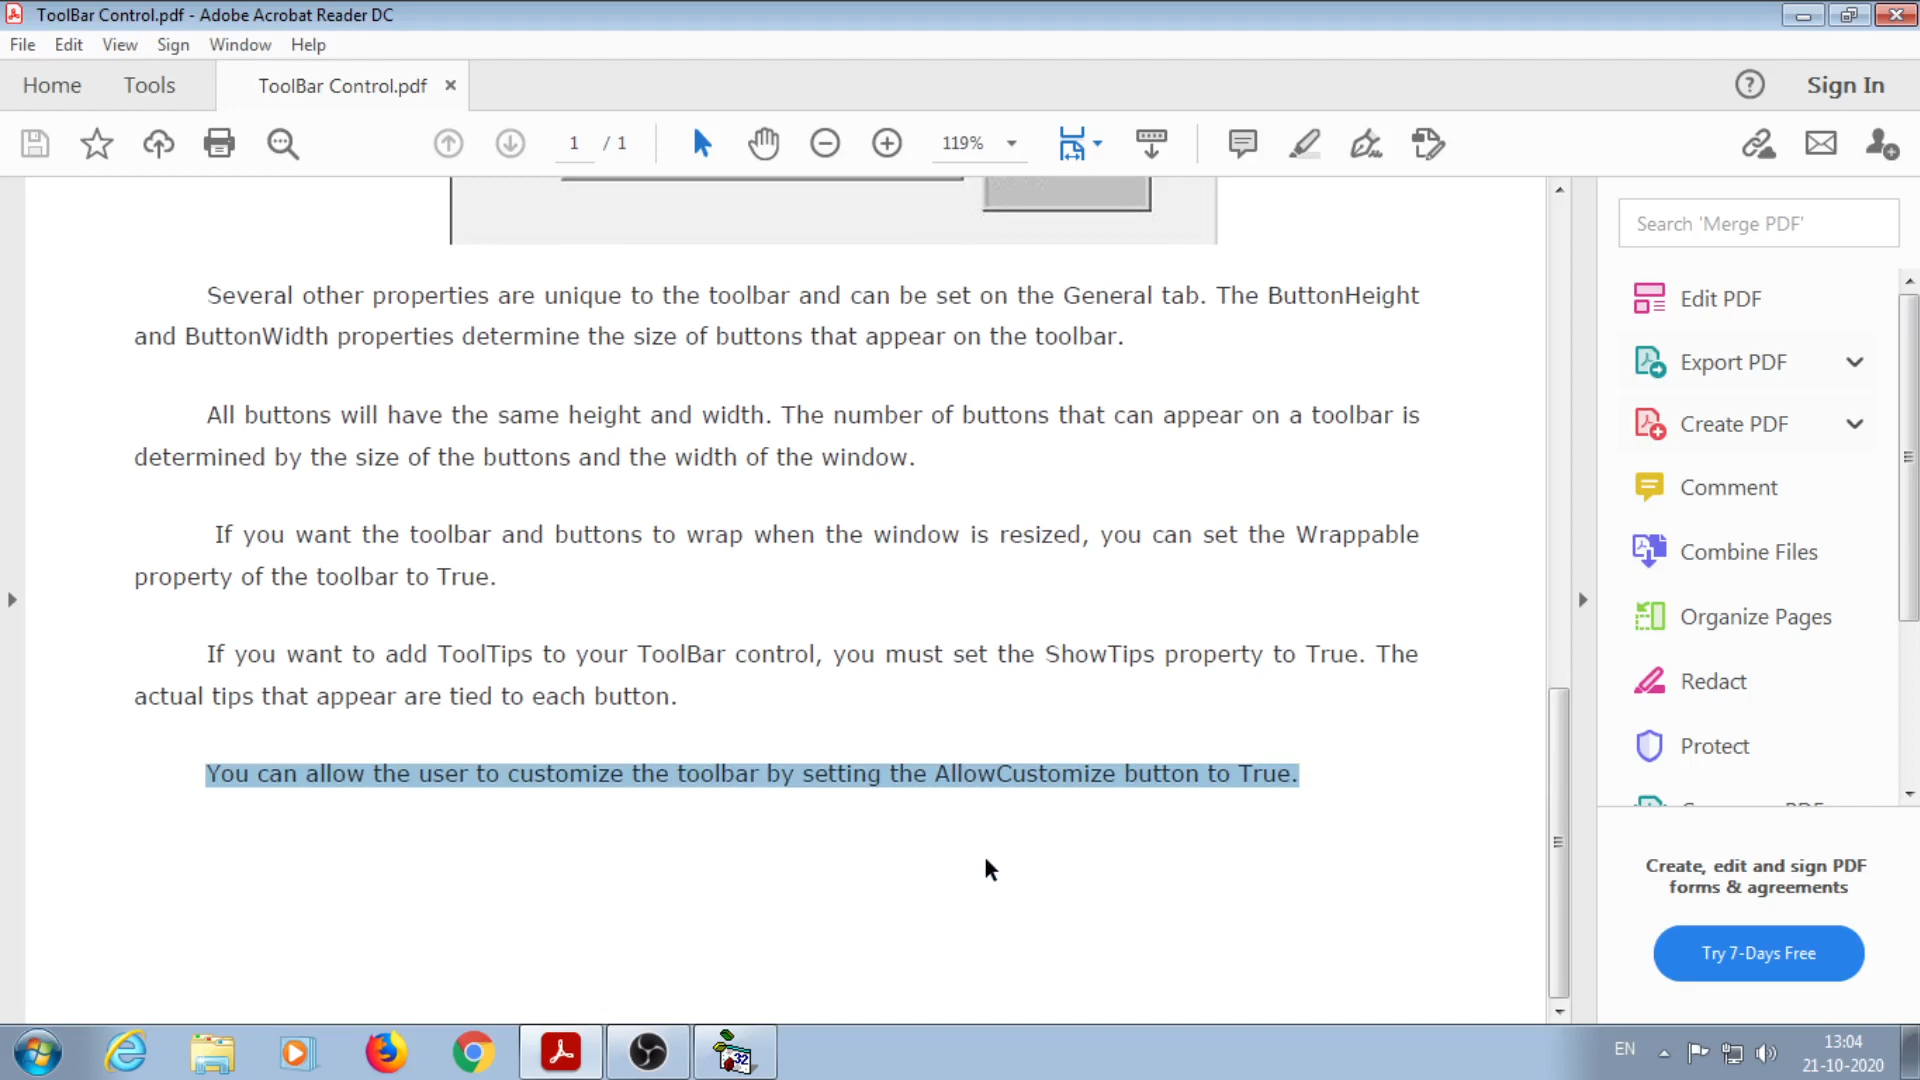 ToolBar Control.pdf - Adobe Acrobat Reader DC
File Edit View Sign Window Help
Home Tools ToolBar Control.pdf × Sign In
1 / 1 119%
Search 'Merge PDF'
Several other properties are unique to the toolbar and can be set on the General tab. The ButtonHeight
and ButtonWidth properties determine the size of buttons that appear on the toolbar.
All buttons will have the same height and width. The number of buttons that can appear on a toolbar is
determined by the size of the buttons and the width of the window.
If you want the toolbar and buttons to wrap when the window is resized, you can set the Wrappable
property of the toolbar to True.
If you want to add ToolTips to your ToolBar control, you must set the ShowTips property to True. The
actual tips that appear are tied to each button.
You can allow the user to customize the toolbar by setting the AllowCustomize button to True.
Edit PDF
Export PDF
Create PDF
Comment
Combine Files
Organize Pages
Redact
Protect
Create, edit and sign PDF
forms & agreements
Try 7-Days Free
32
EN
13:04
21-10-2020